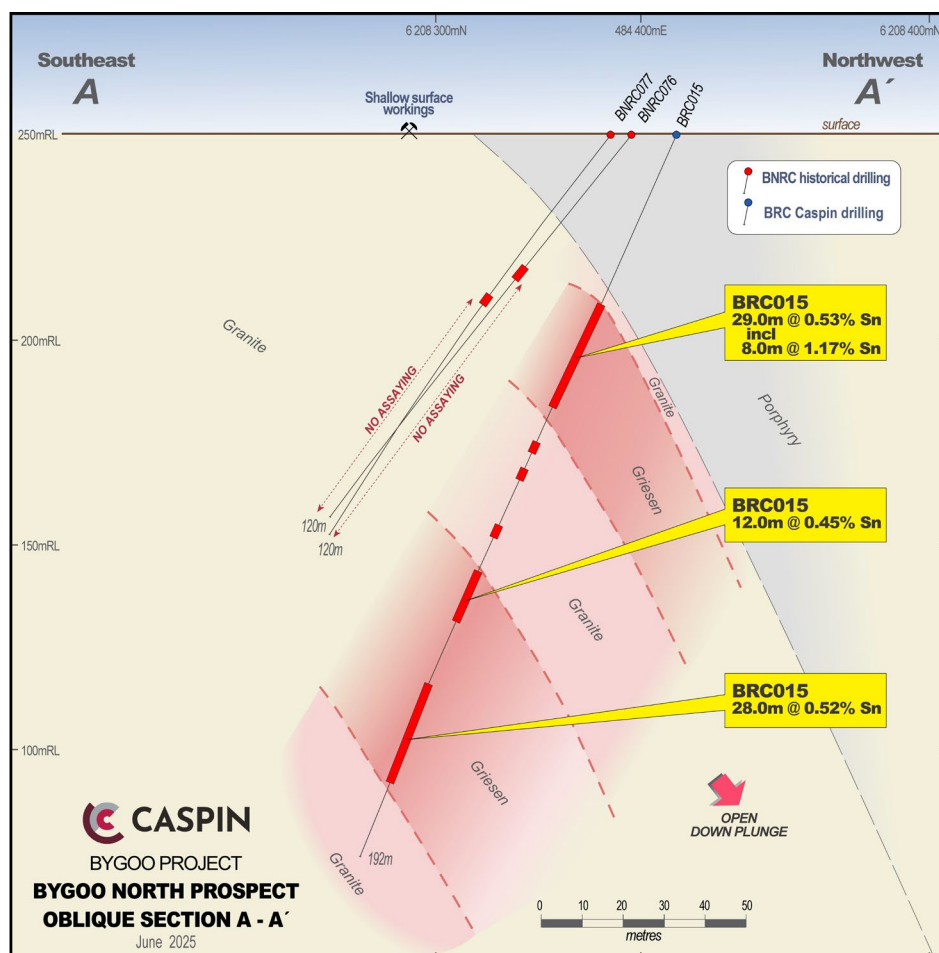 6 208 300mN
484 400mE
6 208 400mN
Southeast
A
Northwest
A´
Shallow surface
workings
BNRC077
BNRC076
BRC015
surface
250mRL
BNRC historical drilling
BRC Caspin drilling
BRC015
29.0m @ 0.53% Sn
incl
8.0m @ 1.17% Sn
200mRL
Granite
NO ASSAYING
NO ASSAYING
Granite
Porphyry
Griesen
BRC015
12.0m @ 0.45% Sn
120m
120m
150mRL
Granite
BRC015
28.0m @ 0.52% Sn
100mRL
Griesen
OPEN
DOWN PLUNGE
CASPIN
192m
Granite
BYGOO PROJECT
BYGOO NORTH PROSPECT
OBLIQUE SECTION A - A´
June 2025
0 10 20 30 40 50
metres